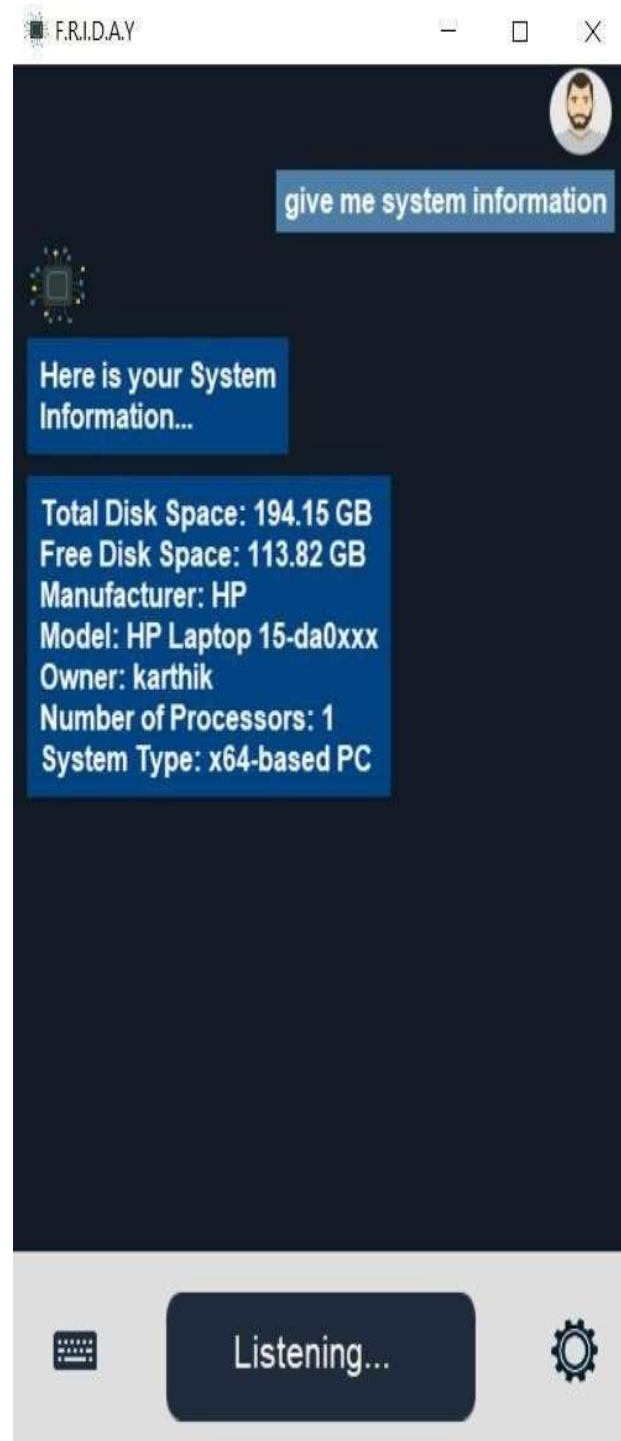 F.R.I.D.A.Y
give me system information
Here is your System
Information...
Total Disk Space: 194.15 GB
Free Disk Space: 113.82 GB
Manufacturer: HP
Model: HP Laptop 15-da0xxx
Owner: karthik
Number of Processors: 1
System Type: x64-based PC
Listening...